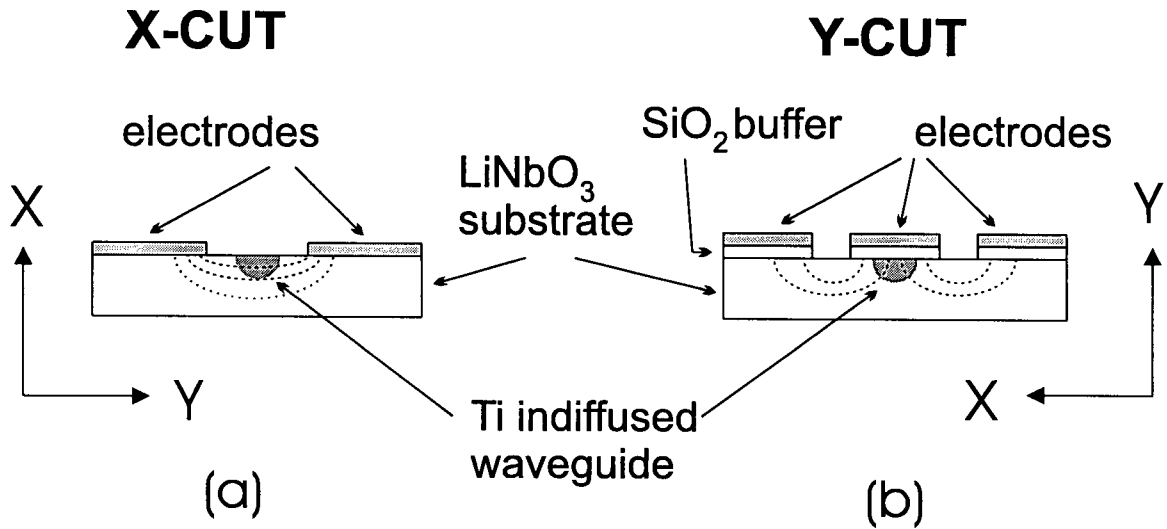 X-CUT
Y-CUT
electrodes
SiO₂ buffer
electrodes
LiNbO₃
substrate
X
Y
Y
X
Ti indiffused
waveguide
(a)
(b)